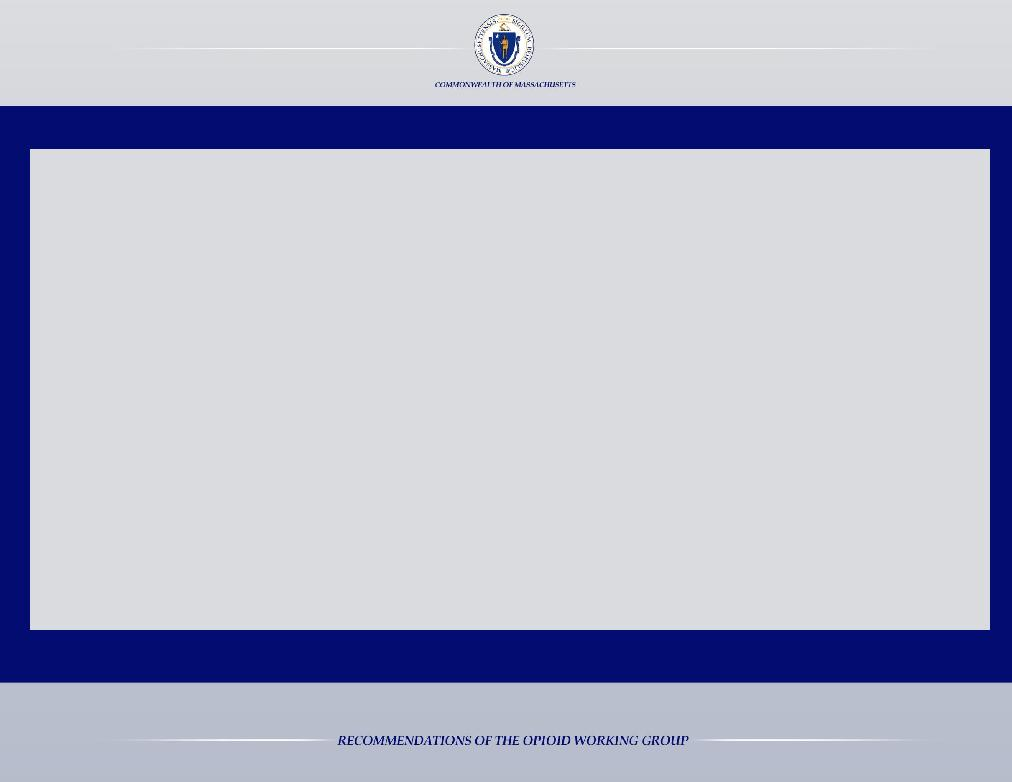 COMMONWEALTH OF MASSACHUSETTS
RECOMMENDATIONS OF THE OPIOID WORKING GROUP